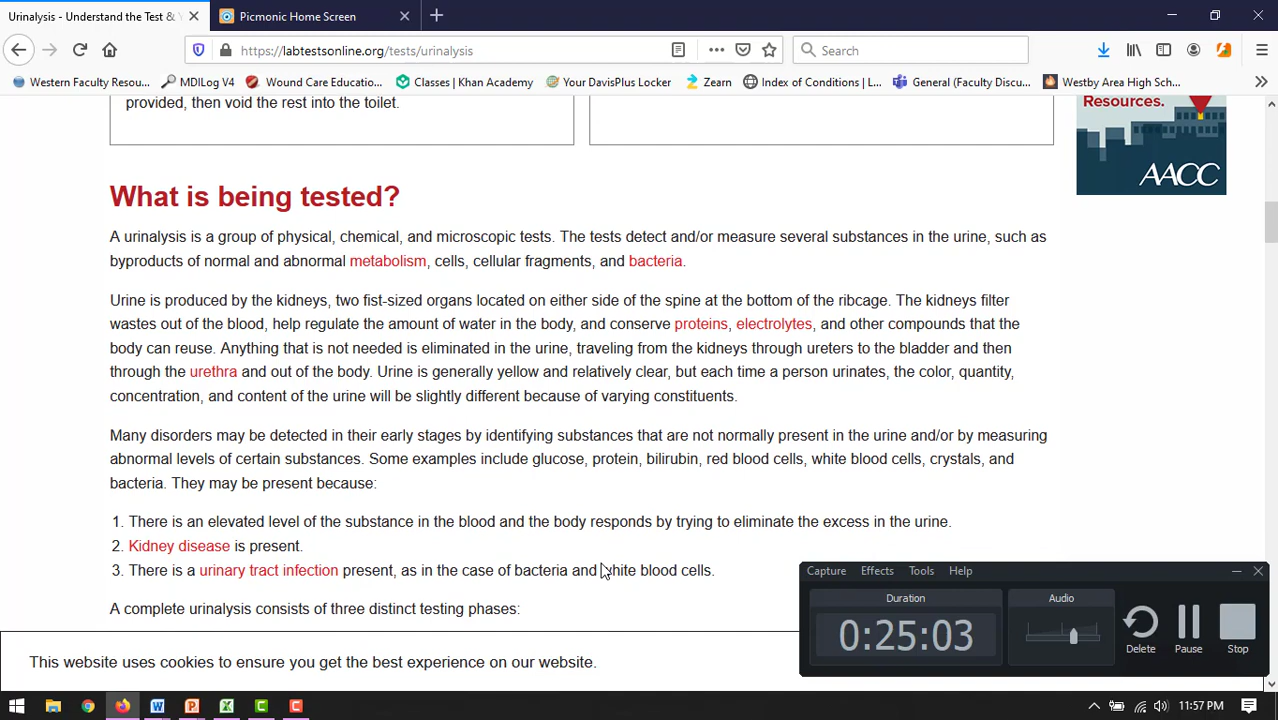 Urinalysis - Understand the Test & Y
Picmonic Home Screen
https://labtestsonline.org/tests/urinalysis
Search
Western Faculty Resou...
MDILog V4
Wound Care Educatio...
Classes | Khan Academy
Your DavisPlus Locker
Zearn
Index of Conditions | L...
General (Faculty Discu...
Westby Area High Sch...
provided, then void the rest into the toilet.
Resources.
AACC
What is being tested?
A urinalysis is a group of physical, chemical, and microscopic tests. The tests detect and/or measure several substances in the urine, such as
byproducts of normal and abnormal metabolism, cells, cellular fragments, and bacteria.
Urine is produced by the kidneys, two fist-sized organs located on either side of the spine at the bottom of the ribcage. The kidneys filter
wastes out of the blood, help regulate the amount of water in the body, and conserve proteins, electrolytes, and other compounds that the
body can reuse. Anything that is not needed is eliminated in the urine, traveling from the kidneys through ureters to the bladder and then
through the urethra and out of the body. Urine is generally yellow and relatively clear, but each time a person urinates, the color, quantity,
concentration, and content of the urine will be slightly different because of varying constituents.
Many disorders may be detected in their early stages by identifying substances that are not normally present in the urine and/or by measuring
abnormal levels of certain substances. Some examples include glucose, protein, bilirubin, red blood cells, white blood cells, crystals, and
bacteria. They may be present because:
1. There is an elevated level of the substance in the blood and the body responds by trying to eliminate the excess in the urine.
2. Kidney disease is present.
3. There is a urinary tract infection present, as in the case of bacteria and white blood cells.
A complete urinalysis consists of three distinct testing phases:
Capture Effects Tools Help
Duration
Audio
0:25:03
Delete
Pause
Stop
This website uses cookies to ensure you get the best experience on our website.
11:57 PM